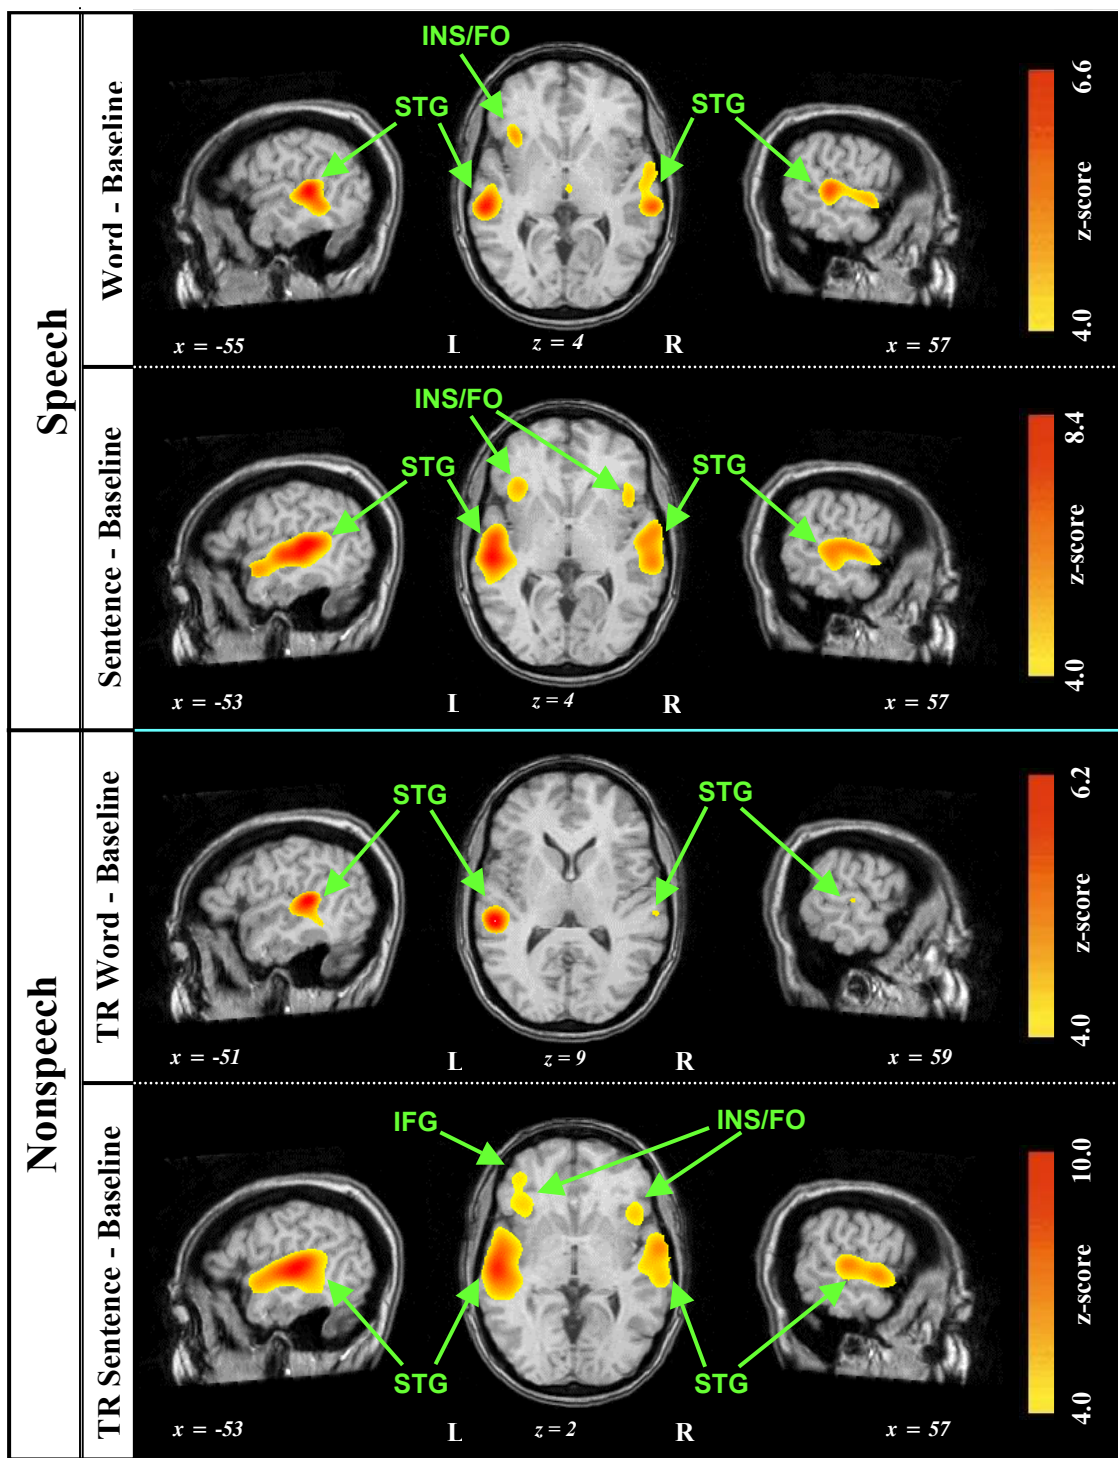 Speech
Word - Baseline
INS/FO
STG
STG
6.6
z-score
4.0
x = -55
L
z = 4
R
x = 57
Sentence - Baseline
INS/FO
STG
STG
8.4
z-score
4.0
x = -53
L
z = 4
R
x = 57
Nonspeech
TR Word - Baseline
STG
STG
6.2
z-score
4.0
x = -51
L
z = 9
R
x = 59
TR Sentence - Baseline
IFG
INS/FO
STG
STG
10.0
z-score
4.0
x = -53
L
z = 2
R
x = 57